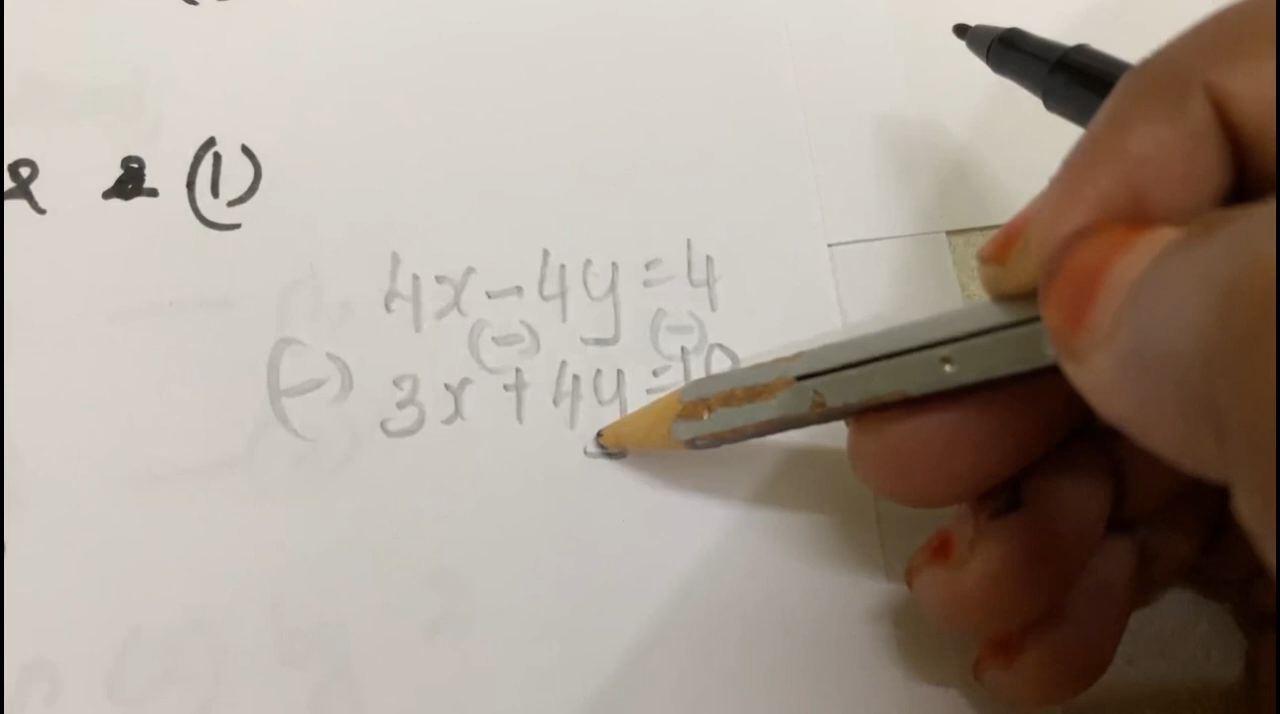 & 2 (1)
4x - 4y = 4
(-) (-)
(-) 3x + 4y = 10